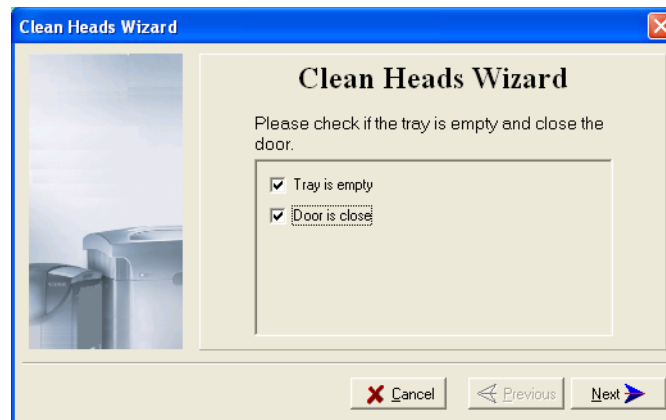 Clean Heads Wizard
Clean Heads Wizard
Please check if the tray is empty and close the
door.
Tray is empty
Door is close
Cancel
Previous
Next